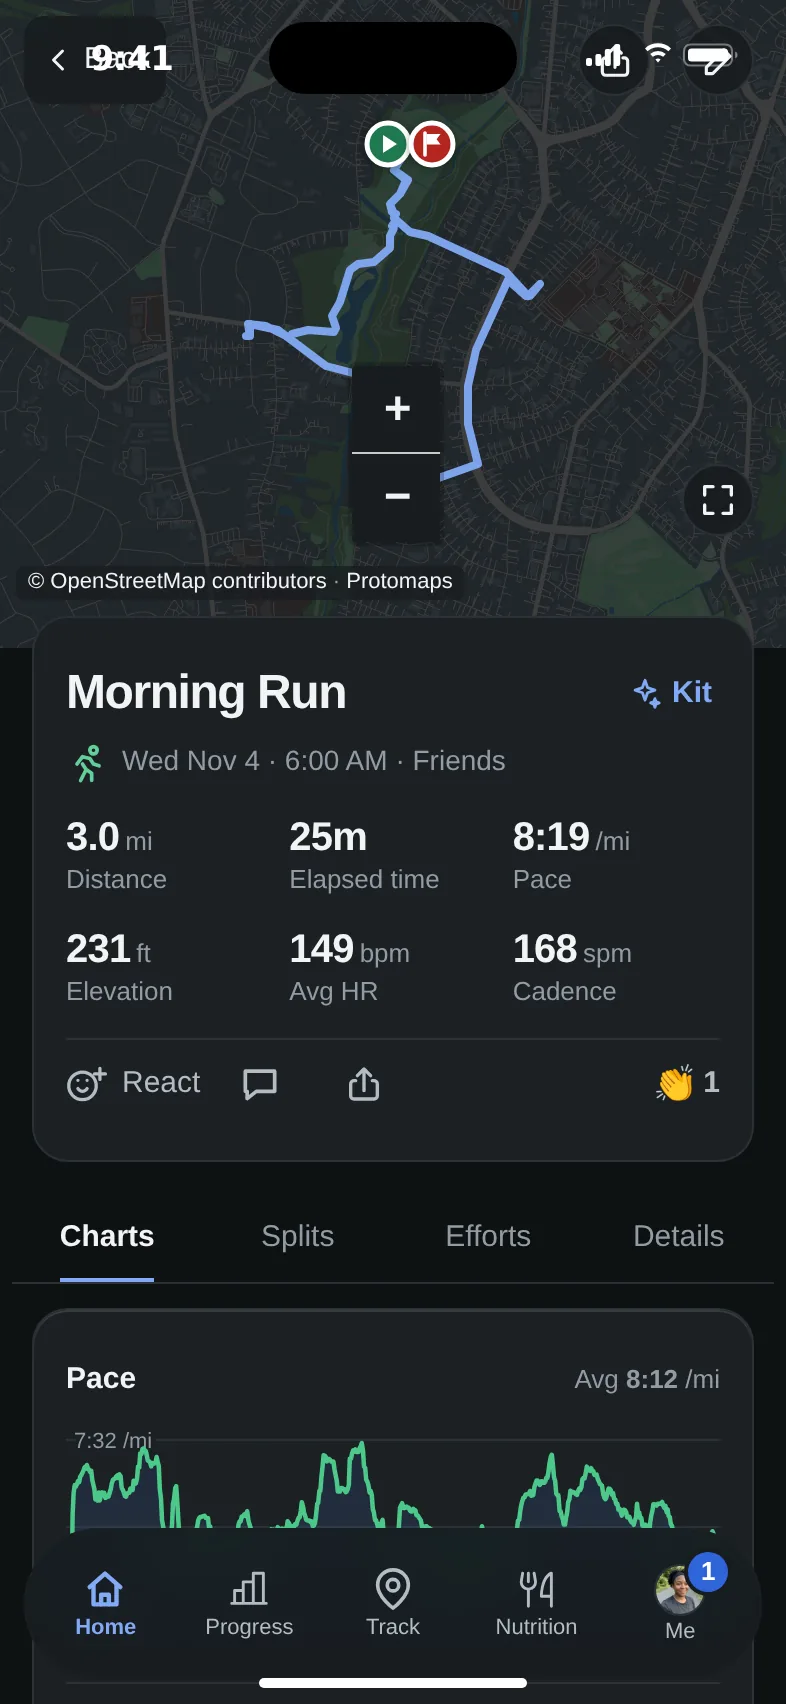 9:41
Back
+
−
© OpenStreetMap contributors · Protomaps
Morning Run
Kit
Wed Nov 4 · 6:00 AM · Friends
3.0 mi 25m 8:19 /mi
Distance Elapsed time Pace
231 ft 149 bpm 168 spm
Elevation Avg HR Cadence
React 👏 1
Charts Splits Efforts Details
Pace Avg 8:12 /mi
7:32 /mi
1
Home Progress Track Nutrition Me